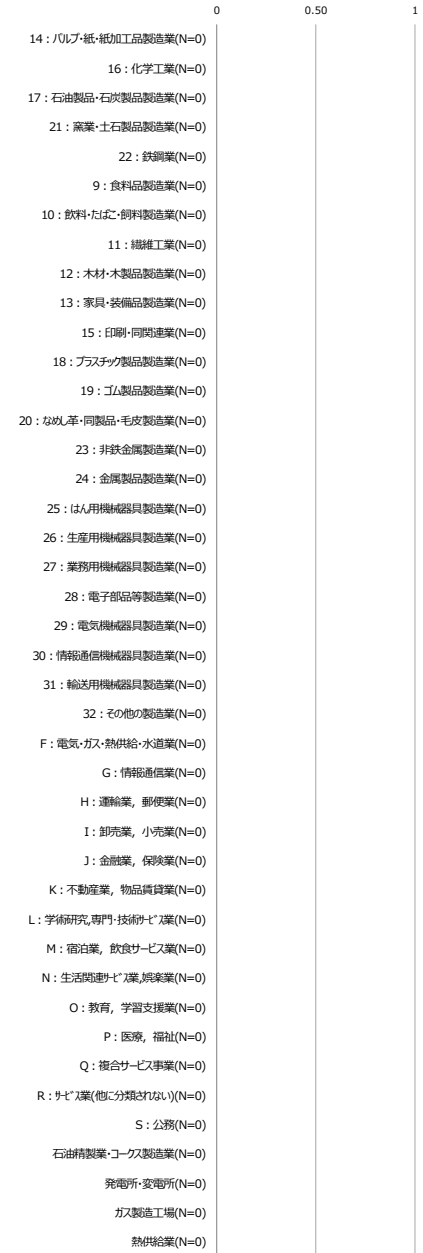 0 0.50 1
14：パルプ・紙・紙加工品製造業(N=0)
16：化学工業(N=0)
17：石油製品・石炭製品製造業(N=0)
21：窯業・土石製品製造業(N=0)
22：鉄鋼業(N=0)
9：食料品製造業(N=0)
10：飲料・たばこ・飼料製造業(N=0)
11：繊維工業(N=0)
12：木材・木製品製造業(N=0)
13：家具・装備品製造業(N=0)
15：印刷・同関連業(N=0)
18：プラスチック製品製造業(N=0)
19：ゴム製品製造業(N=0)
20：なめし革・同製品・毛皮製造業(N=0)
23：非鉄金属製造業(N=0)
24：金属製品製造業(N=0)
25：はん用機械器具製造業(N=0)
26：生産用機械器具製造業(N=0)
27：業務用機械器具製造業(N=0)
28：電子部品等製造業(N=0)
29：電気機械器具製造業(N=0)
30：情報通信機械器具製造業(N=0)
31：輸送用機械器具製造業(N=0)
32：その他の製造業(N=0)
F：電気・ガス・熱供給・水道業(N=0)
G：情報通信業(N=0)
H：運輸業，郵便業(N=0)
I：卸売業，小売業(N=0)
J：金融業，保険業(N=0)
K：不動産業，物品賃貸業(N=0)
L：学術研究,専門・技術ｻｰﾋﾞｽ業(N=0)
M：宿泊業，飲食サービス業(N=0)
N：生活関連ｻｰﾋﾞｽ業,娯楽業(N=0)
O：教育，学習支援業(N=0)
P：医療，福祉(N=0)
Q：複合サービス事業(N=0)
R：ｻｰﾋﾞｽ業(他に分類されない)(N=0)
S：公務(N=0)
石油精製業・コークス製造業(N=0)
発電所・変電所(N=0)
ガス製造工場(N=0)
熱供給業(N=0)